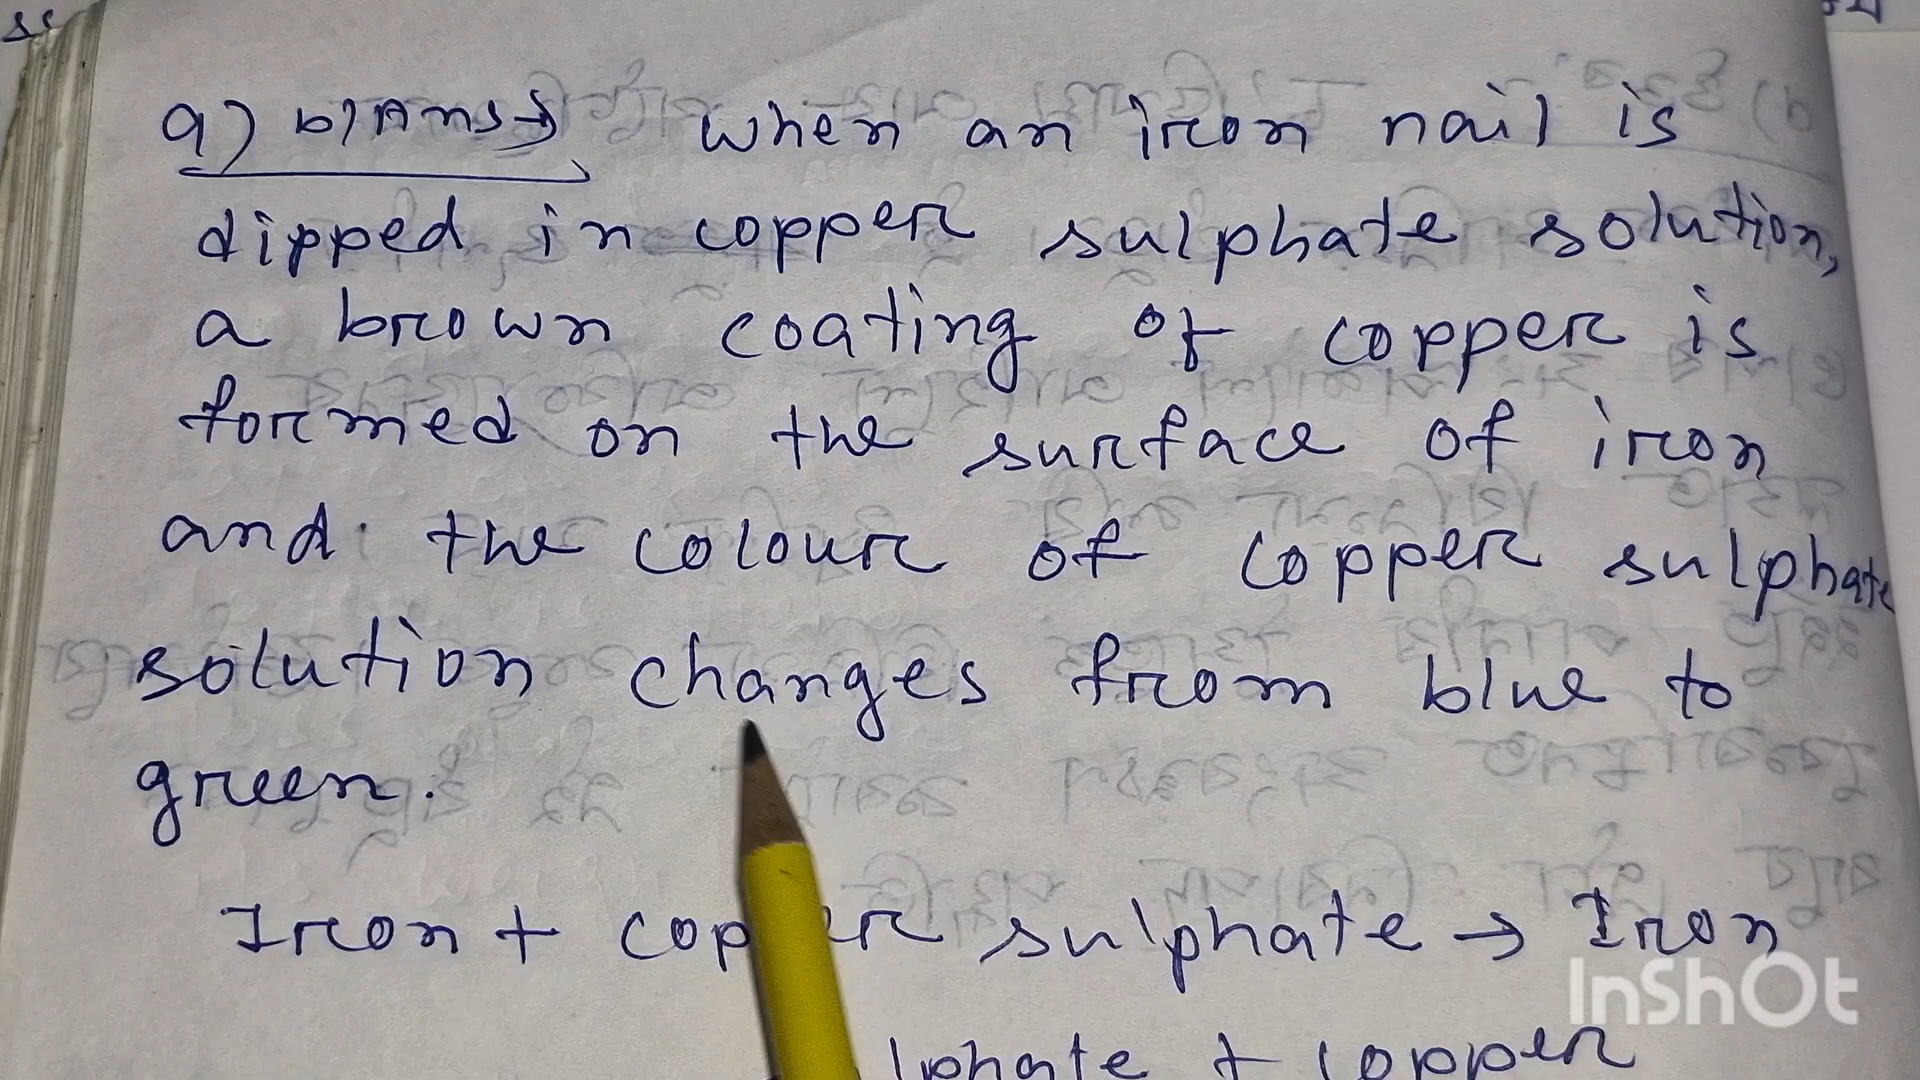 9) b) Ans→ When an iron nail is
dipped in copper sulphate solution,
a brown coating of copper is
formed on the surface of iron
and the colour of copper sulphate
solution changes from blue to
green.
Iron + copper sulphate → Iron
lphate + copper
InShOt